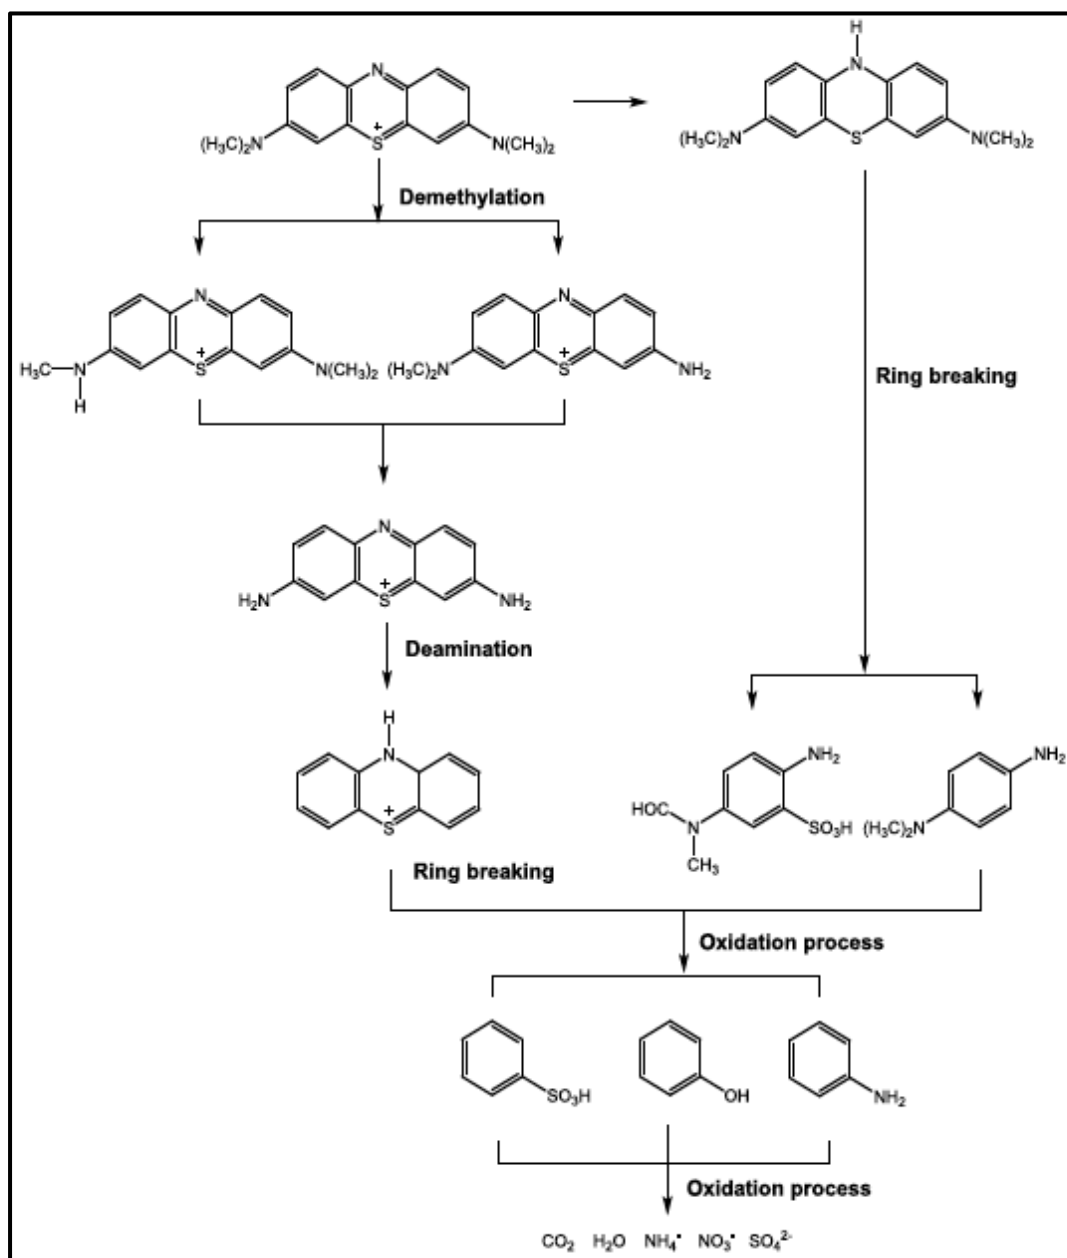 N H N
(H₃C)₂N S⁺ N(CH₃)₂ (H₃C)₂N S N(CH₃)₂
Demethylation
N N
H₃C N H S⁺ N(CH₃)₂ (H₃C)₂N S⁺ NH₂
Ring breaking
N
H₂N S⁺ NH₂
Deamination
H
N
S⁺
NH₂ NH₂
HOC N SO₃H (H₃C)₂N
CH₃
Ring breaking
Oxidation process
SO₃H OH NH₂
Oxidation process
CO₂ H₂O NH₄• NO₃• SO₄²⁻